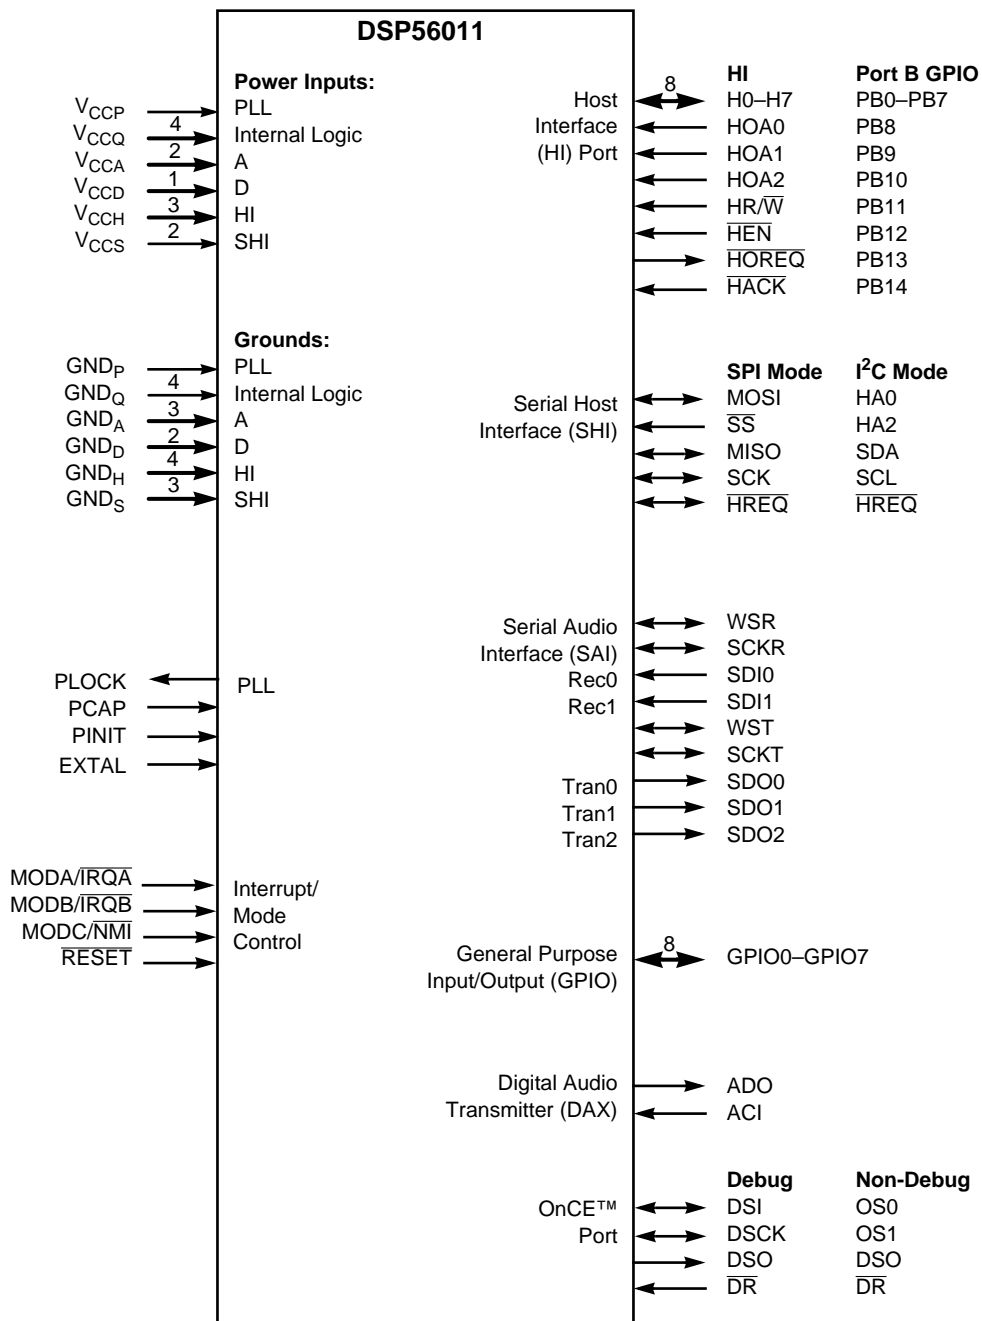 DSP56011
Power Inputs:
VCCP PLL
VCCQ 4 Internal Logic
VCCA 2 A
VCCD 1 D
VCCH 3 HI
VCCS 2 SHI
Grounds:
GNDP PLL
GNDQ 4 Internal Logic
GNDA 3 A
GNDD 2 D
GNDH 4 HI
GNDS 3 SHI
PLOCK PLL
PCAP
PINIT
EXTAL
MODA/IRQA Interrupt/
MODB/IRQB Mode
MODC/NMI Control
RESET
HI Port B GPIO
Host 8 H0–H7 PB0–PB7
Interface HOA0 PB8
(HI) Port HOA1 PB9
HOA2 PB10
HR/W PB11
HEN PB12
HOREQ PB13
HACK PB14
SPI Mode I2C Mode
Serial Host MOSI HA0
Interface (SHI) SS HA2
MISO SDA
SCK SCL
HREQ HREQ
Serial Audio WSR
Interface (SAI) SCKR
Rec0 SDI0
Rec1 SDI1
WST
SCKT
Tran0 SDO0
Tran1 SDO1
Tran2 SDO2
General Purpose 8 GPIO0–GPIO7
Input/Output (GPIO)
Digital Audio ADO
Transmitter (DAX) ACI
Debug Non-Debug
OnCE™ DSI OS0
Port DSCK OS1
DSO DSO
DR DR